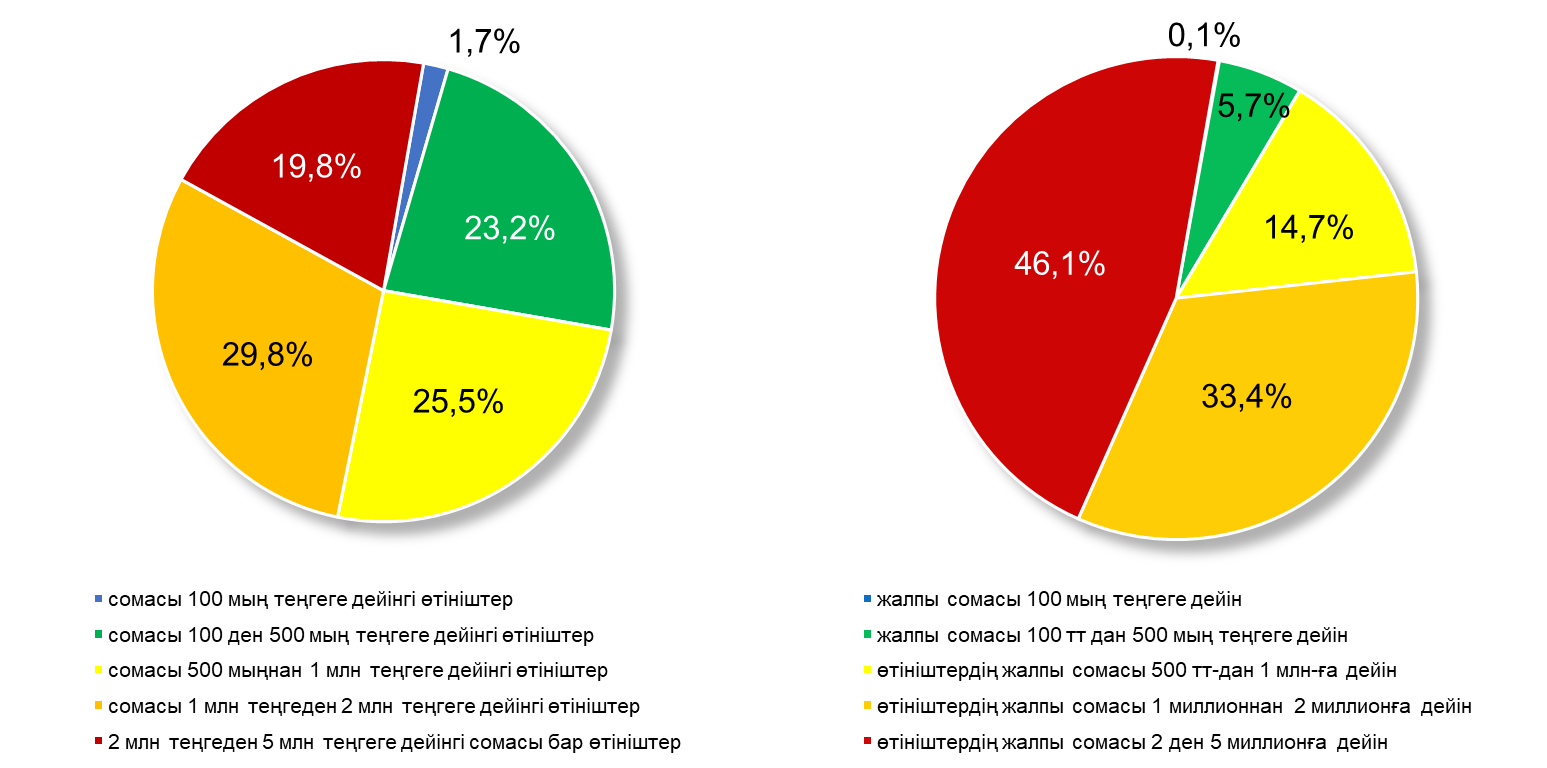 1,7%
19,8%
23,2%
29,8%
25,5%
сомасы 100 мың теңгеге дейінгі өтініштер
сомасы 100 ден 500 мың теңгеге дейінгі өтініштер
сомасы 500 мыңнан 1 млн теңгеге дейінгі өтініштер
сомасы 1 млн теңгеден 2 млн теңгеге дейінгі өтініштер
2 млн теңгеден 5 млн теңгеге дейінгі сомасы бар өтініштер
0,1%
5,7%
14,7%
46,1%
33,4%
жалпы сомасы 100 мың теңгеге дейін
жалпы сомасы 100 тт дан 500 мың теңгеге дейін
өтініштердің жалпы сомасы 500 тт-дан 1 млн-ға дейін
өтініштердің жалпы сомасы 1 миллионнан 2 миллионға дейін
өтініштердің жалпы сомасы 2 ден 5 миллионға дейін